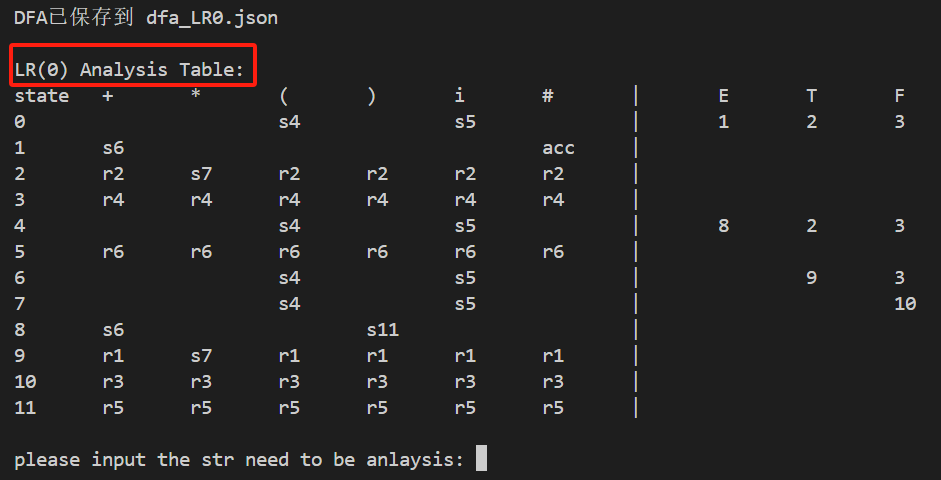 DFA已保存到 dfa_LR0.json
LR(0) Analysis Table:
state + * ( ) i # | E T F
0 s4 s5 | 1 2 3
1 s6 acc |
2 r2 s7 r2 r2 r2 r2 |
3 r4 r4 r4 r4 r4 r4 |
4 s4 s5 | 8 2 3
5 r6 r6 r6 r6 r6 r6 |
6 s4 s5 | 9 3
7 s4 s5 | 10
8 s6 s11 |
9 r1 s7 r1 r1 r1 r1 |
10 r3 r3 r3 r3 r3 r3 |
11 r5 r5 r5 r5 r5 r5 |
please input the str need to be anlaysis: